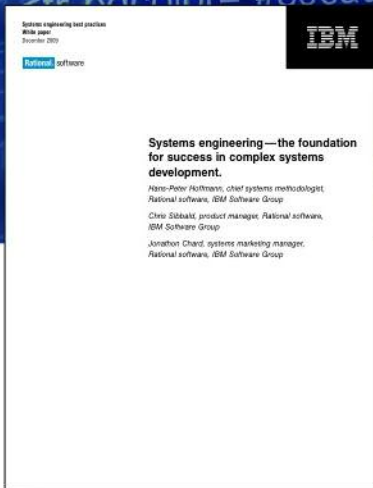 Systems engineering best practices
White paper
December 2009
IBM
Rational. software
Systems engineering—the foundation
for success in complex systems
development.
Hans-Peter Hoffmann, chief systems methodologist,
Rational software, IBM Software Group
Chris Sibbald, product manager, Rational software,
IBM Software Group
Jonathon Chard, systems marketing manager,
Rational software, IBM Software Group